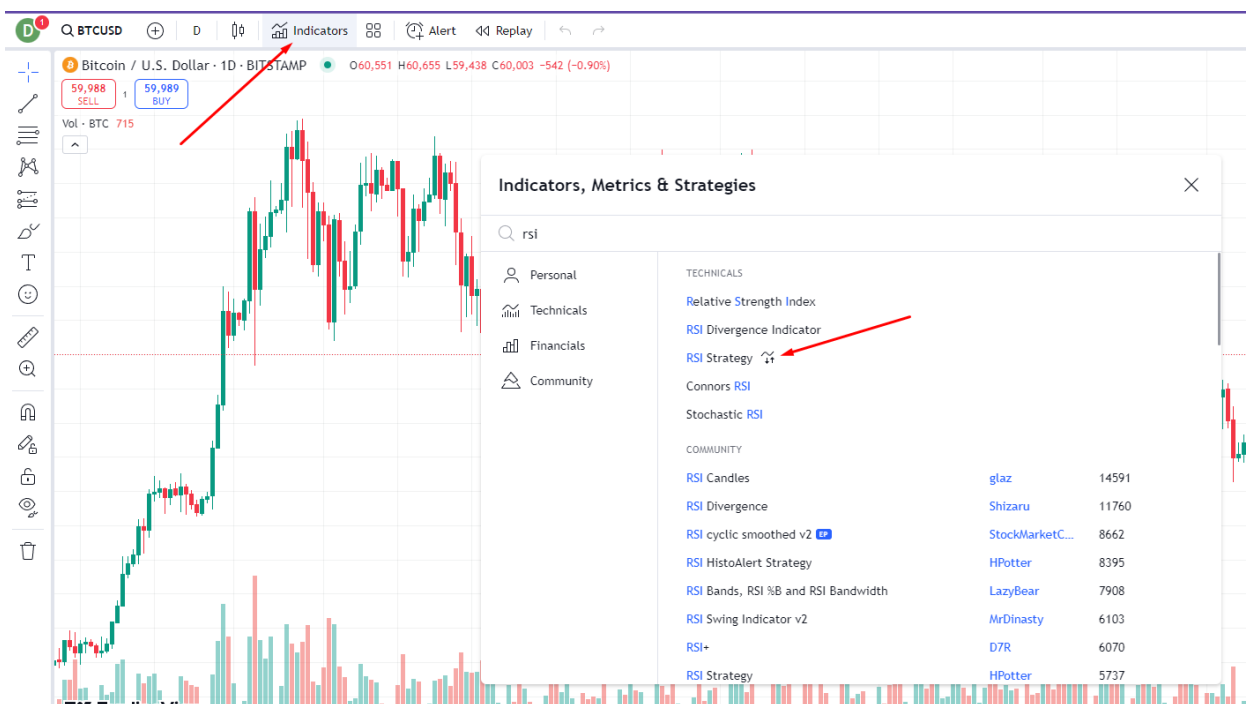 D 1 BTCUSD D Indicators Alert Replay
Bitcoin / U.S. Dollar · 1D · BITSTAMP O60,551 H60,655 L59,438 C60,003 −542 (−0.90%)
59,988 1 59,989
SELL BUY
Vol · BTC 715
Indicators, Metrics & Strategies
rsi
Personal
Technicals
Financials
Community
TECHNICALS
Relative Strength Index
RSI Divergence Indicator
RSI Strategy
Connors RSI
Stochastic RSI
COMMUNITY
RSI Candles glaz 14591
RSI Divergence Shizaru 11760
RSI cyclic smoothed v2 EP StockMarketC... 8662
RSI HistoAlert Strategy HPotter 8395
RSI Bands, RSI %B and RSI Bandwidth LazyBear 7908
RSI Swing Indicator v2 MrDinasty 6103
RSI+ D7R 6070
RSI Strategy HPotter 5737